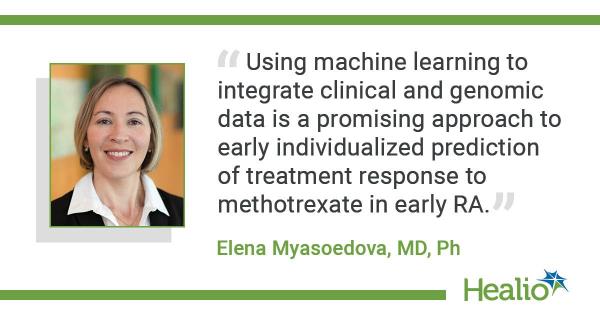 “ Using machine learning to
integrate clinical and genomic
data is a promising approach to
early individualized prediction
of treatment response to
methotrexate in early RA. ”
Elena Myasoedova, MD, Ph
Healio